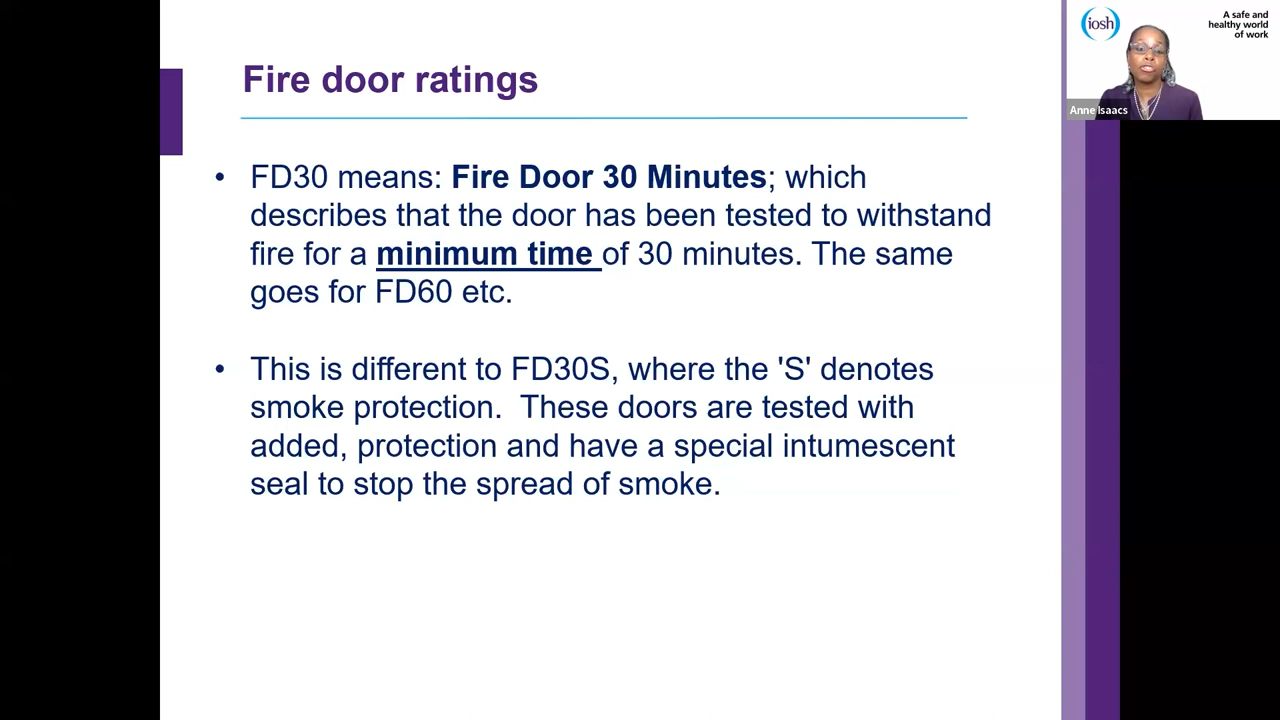 Fire door ratings
• FD30 means: Fire Door 30 Minutes; which
describes that the door has been tested to withstand
fire for a minimum time of 30 minutes. The same
goes for FD60 etc.
• This is different to FD30S, where the 'S' denotes
smoke protection.  These doors are tested with
added, protection and have a special intumescent
seal to stop the spread of smoke.
iosh
A safe and
healthy world
of work
Anne Isaacs